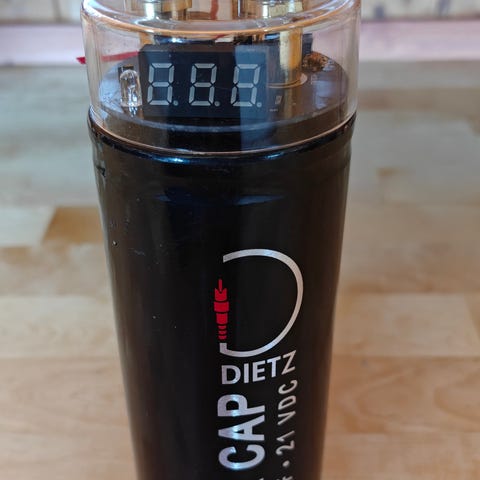 DIETZ
CAP
• 21 VDC